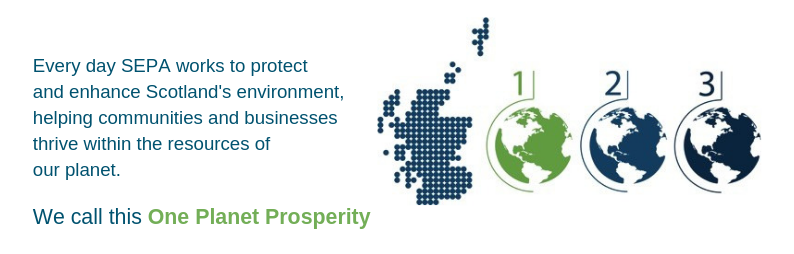 Every day SEPA works to protect
and enhance Scotland's environment,
helping communities and businesses
thrive within the resources of
our planet.
We call this One Planet Prosperity
1 2 3